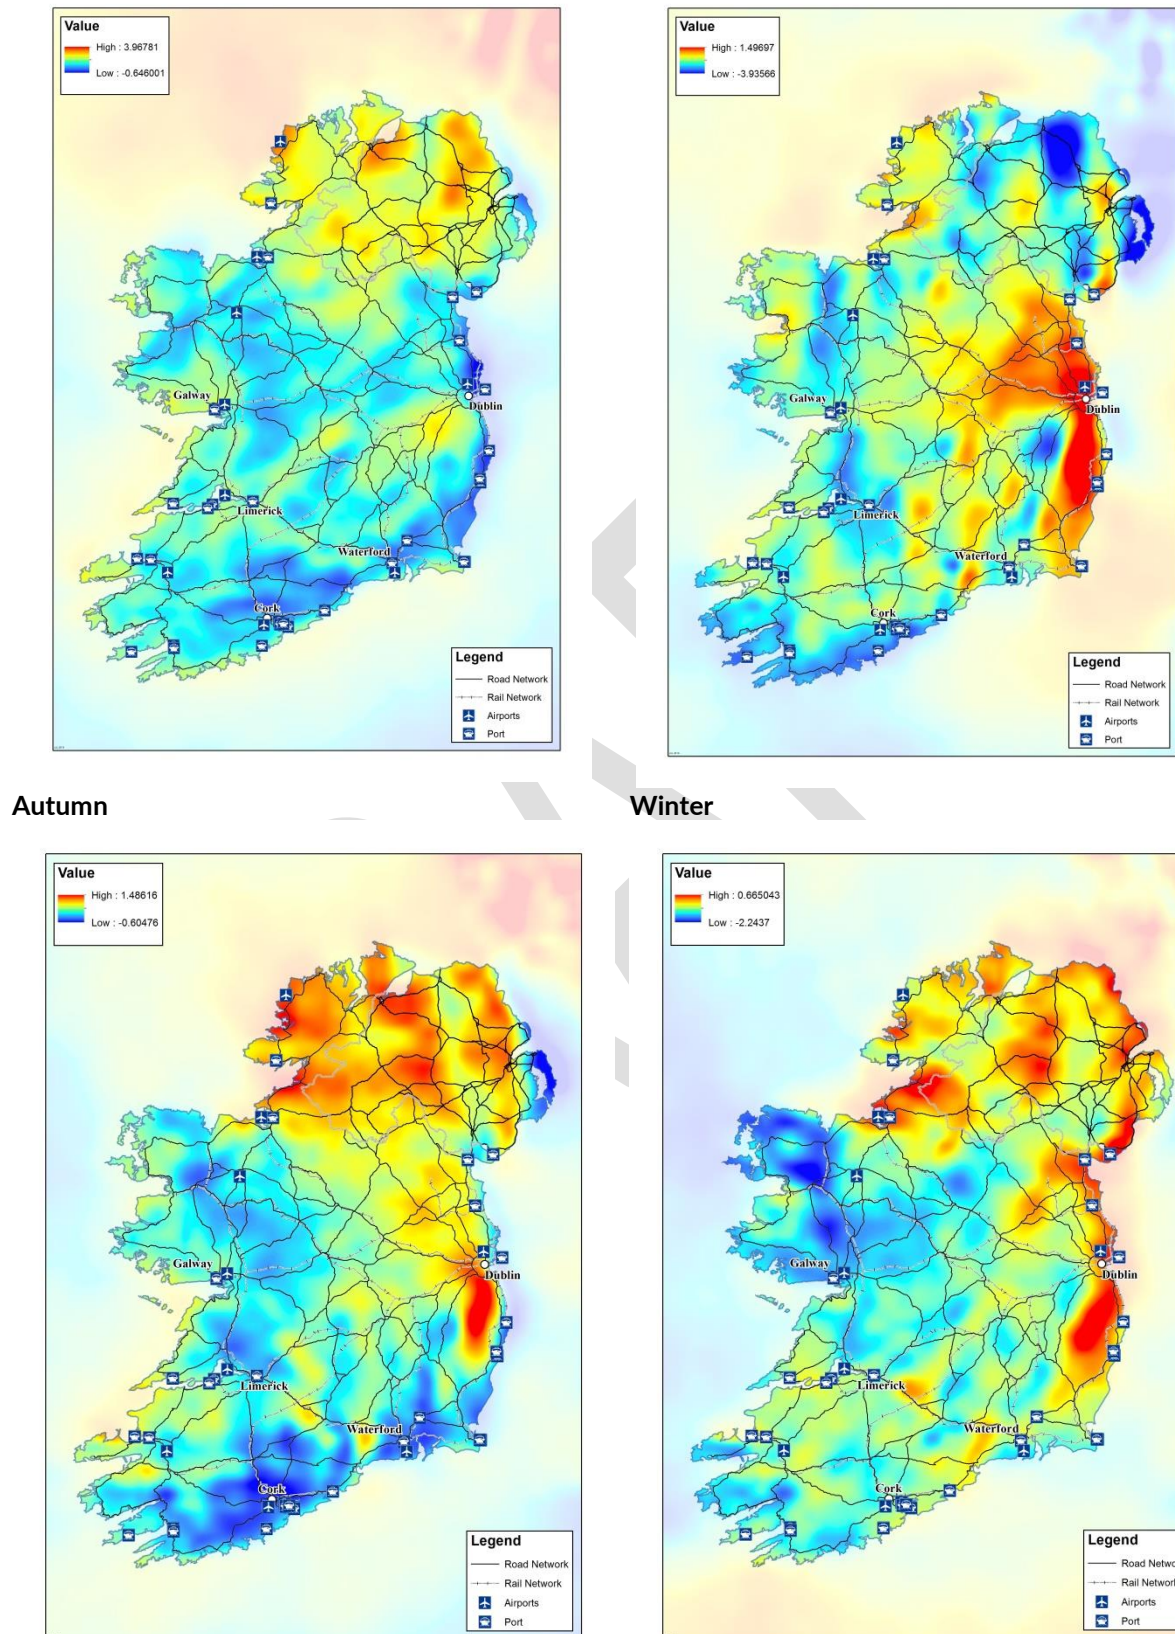 Value
High : 3.96781
Low : -0.646001
Galway
Dublin
Limerick
Waterford
Cork
Legend
Road Network
Rail Network
Airports
Port
Value
High : 1.49697
Low : -3.93566
Galway
Dublin
Limerick
Waterford
Cork
Legend
Road Network
Rail Network
Airports
Port
Autumn
Winter
Value
High : 1.48616
Low : -0.60476
Galway
Dublin
Limerick
Waterford
Cork
Legend
Road Network
Rail Network
Airports
Port
Value
High : 0.665043
Low : -2.2437
Galway
Dublin
Limerick
Waterford
Cork
Legend
Road Netwo
Rail Network
Airports
Port